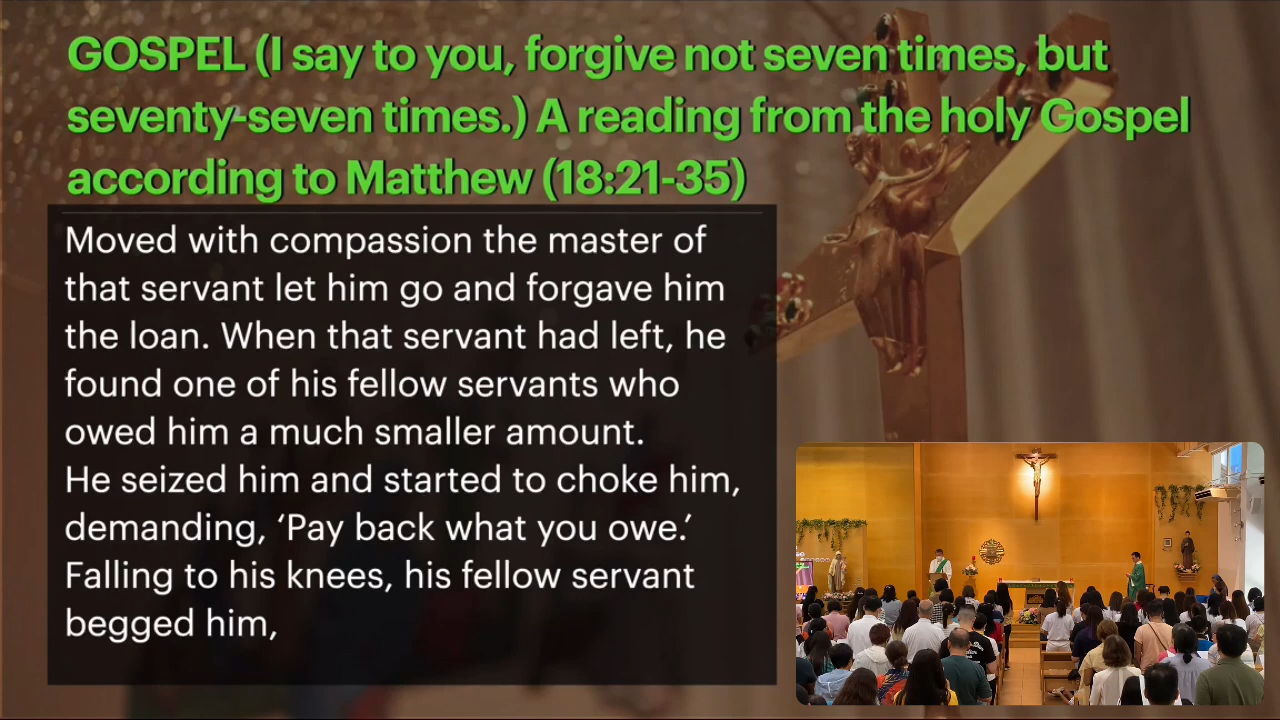 GOSPEL (I say to you, forgive not seven times, but
seventy-seven times.) A reading from the holy Gospel
according to Matthew (18:21-35)
Moved with compassion the master of
that servant let him go and forgave him
the loan. When that servant had left, he
found one of his fellow servants who
owed him a much smaller amount.
He seized him and started to choke him,
demanding, ‘Pay back what you owe.’
Falling to his knees, his fellow servant
begged him,